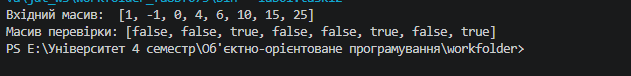 Вхідний масив:  [1, -1, 0, 4, 6, 10, 15, 25]
Масив перевірки: [false, false, true, false, false, true, false, true]
PS E:\Університет 4 семестр\Об'єктно-орієнтоване програмування\workfolder>